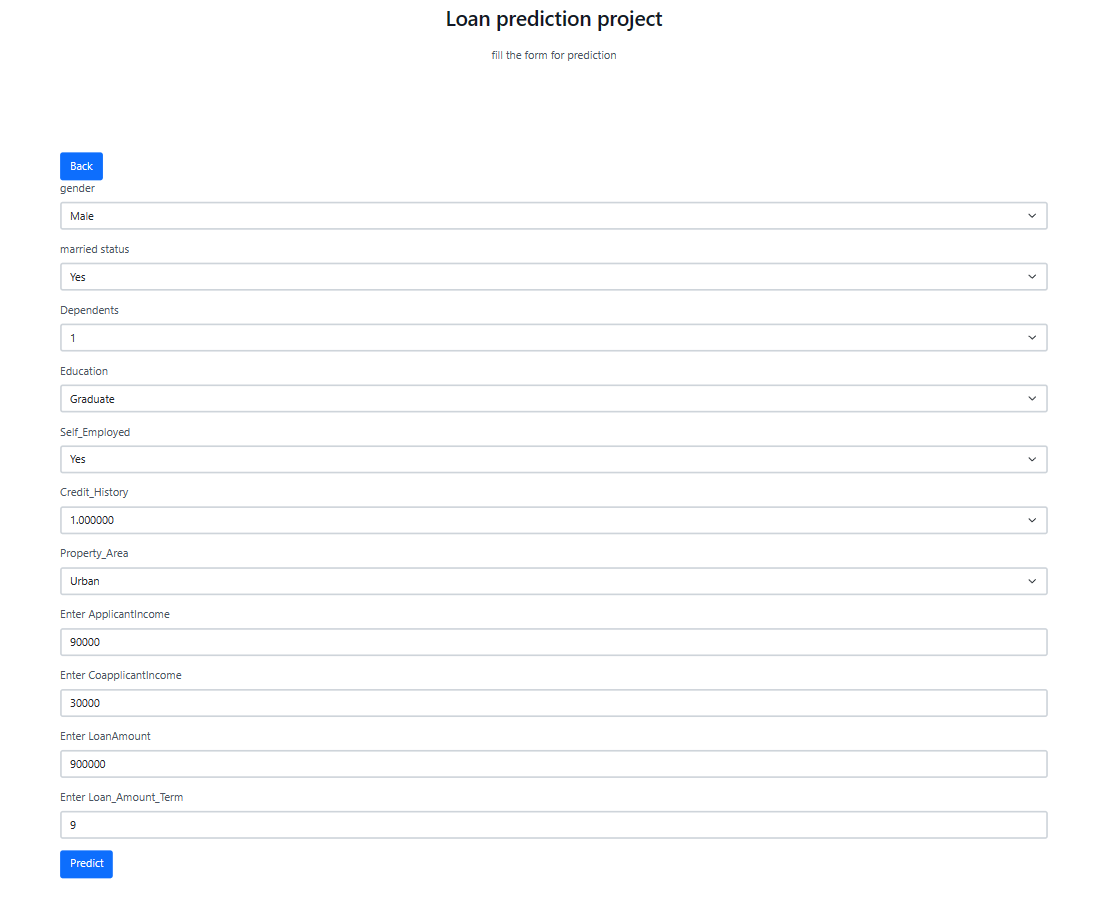 Loan prediction project
fill the form for prediction
Back
gender
Male
married status
Yes
Dependents
1
Education
Graduate
Self_Employed
Yes
Credit_History
1.000000
Property_Area
Urban
Enter ApplicantIncome
90000
Enter CoapplicantIncome
30000
Enter LoanAmount
900000
Enter Loan_Amount_Term
9
Predict